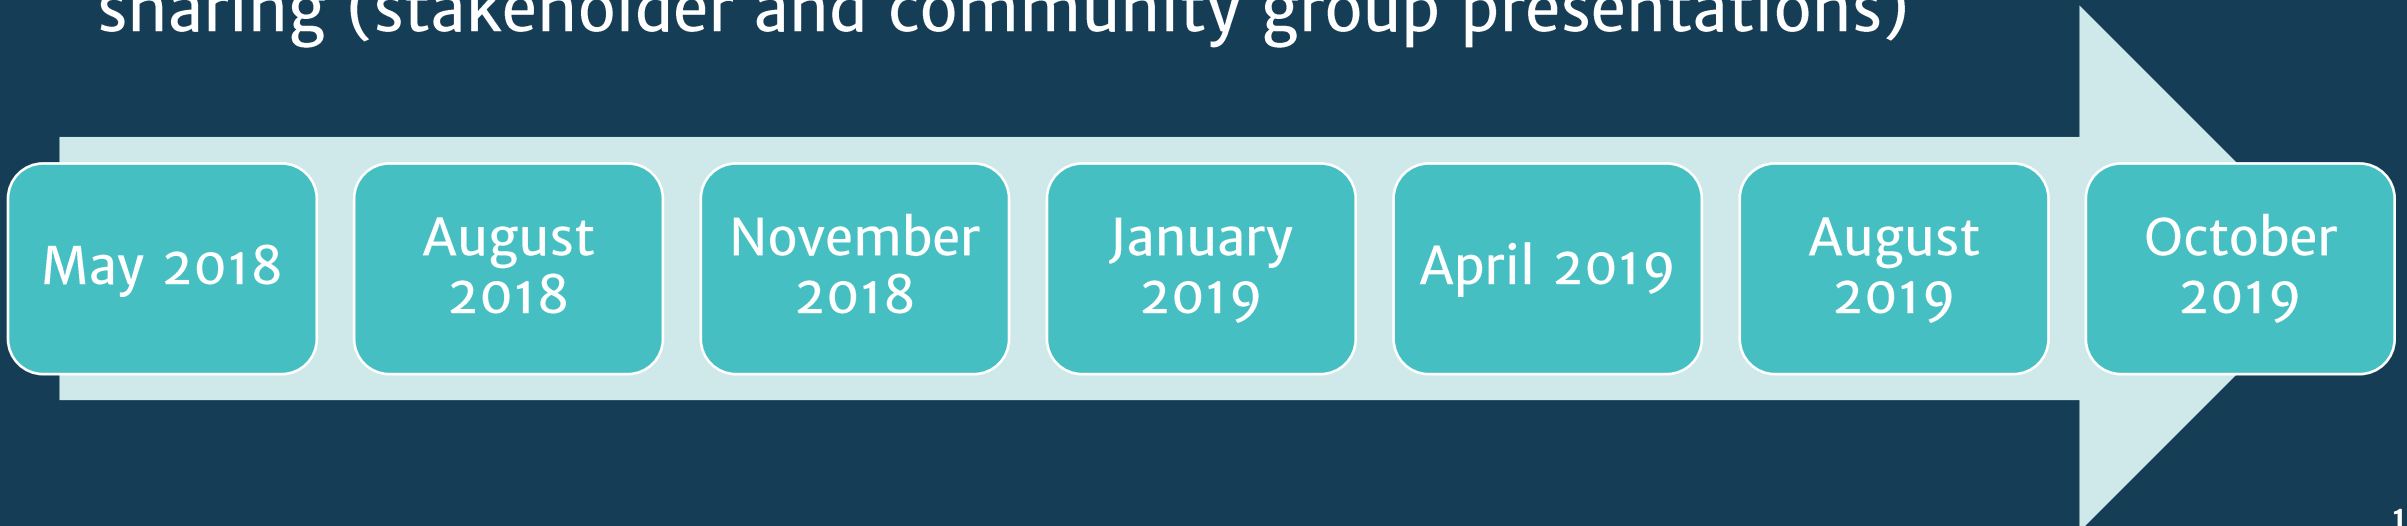 sharing (stakeholder and community group presentations)
May 2018
August
2018
November
2018
January
2019
April 2019
August
2019
October
2019